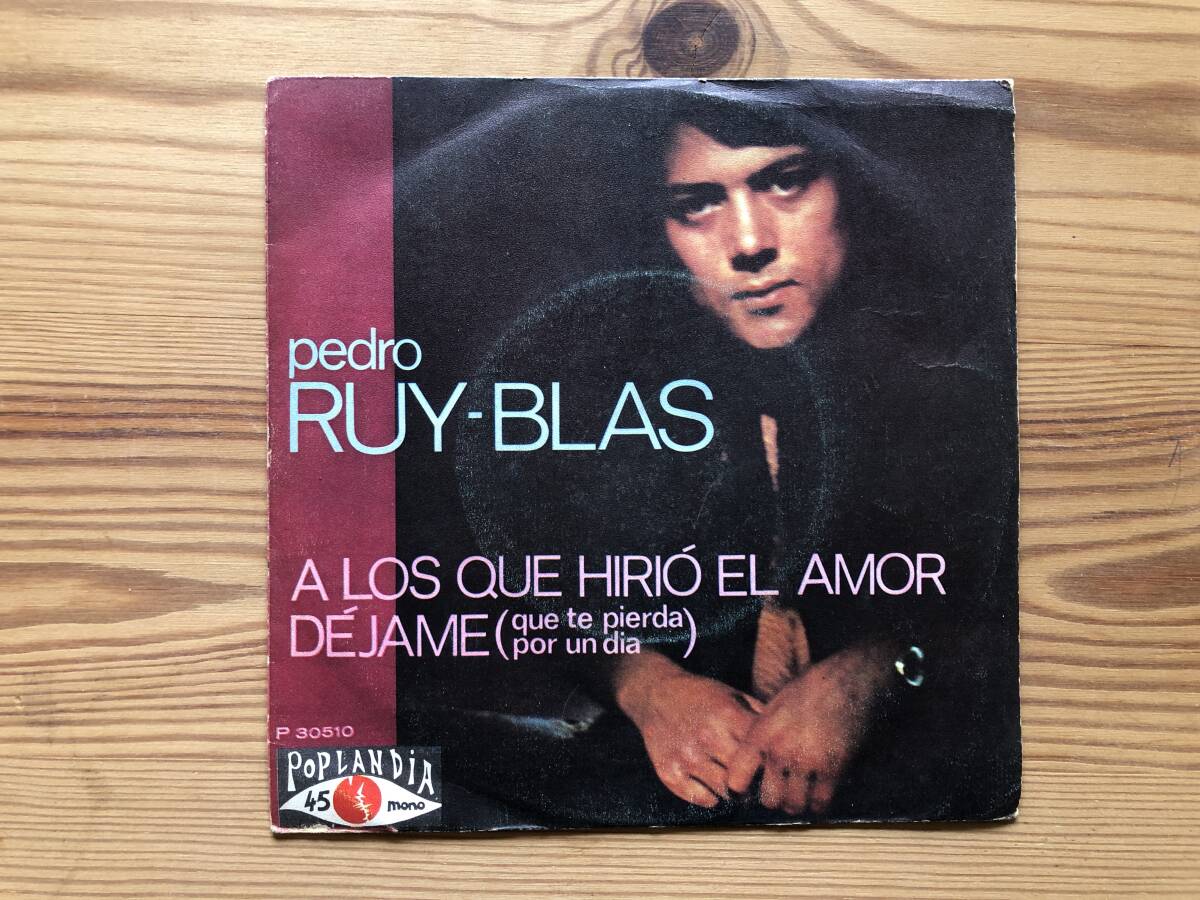 pedro
RUY-BLAS
A LOS QUE HIRIÓ EL AMOR
DÉJAME (que te pierda
por un dia)
P 30510
POPLANDIA
45 mono